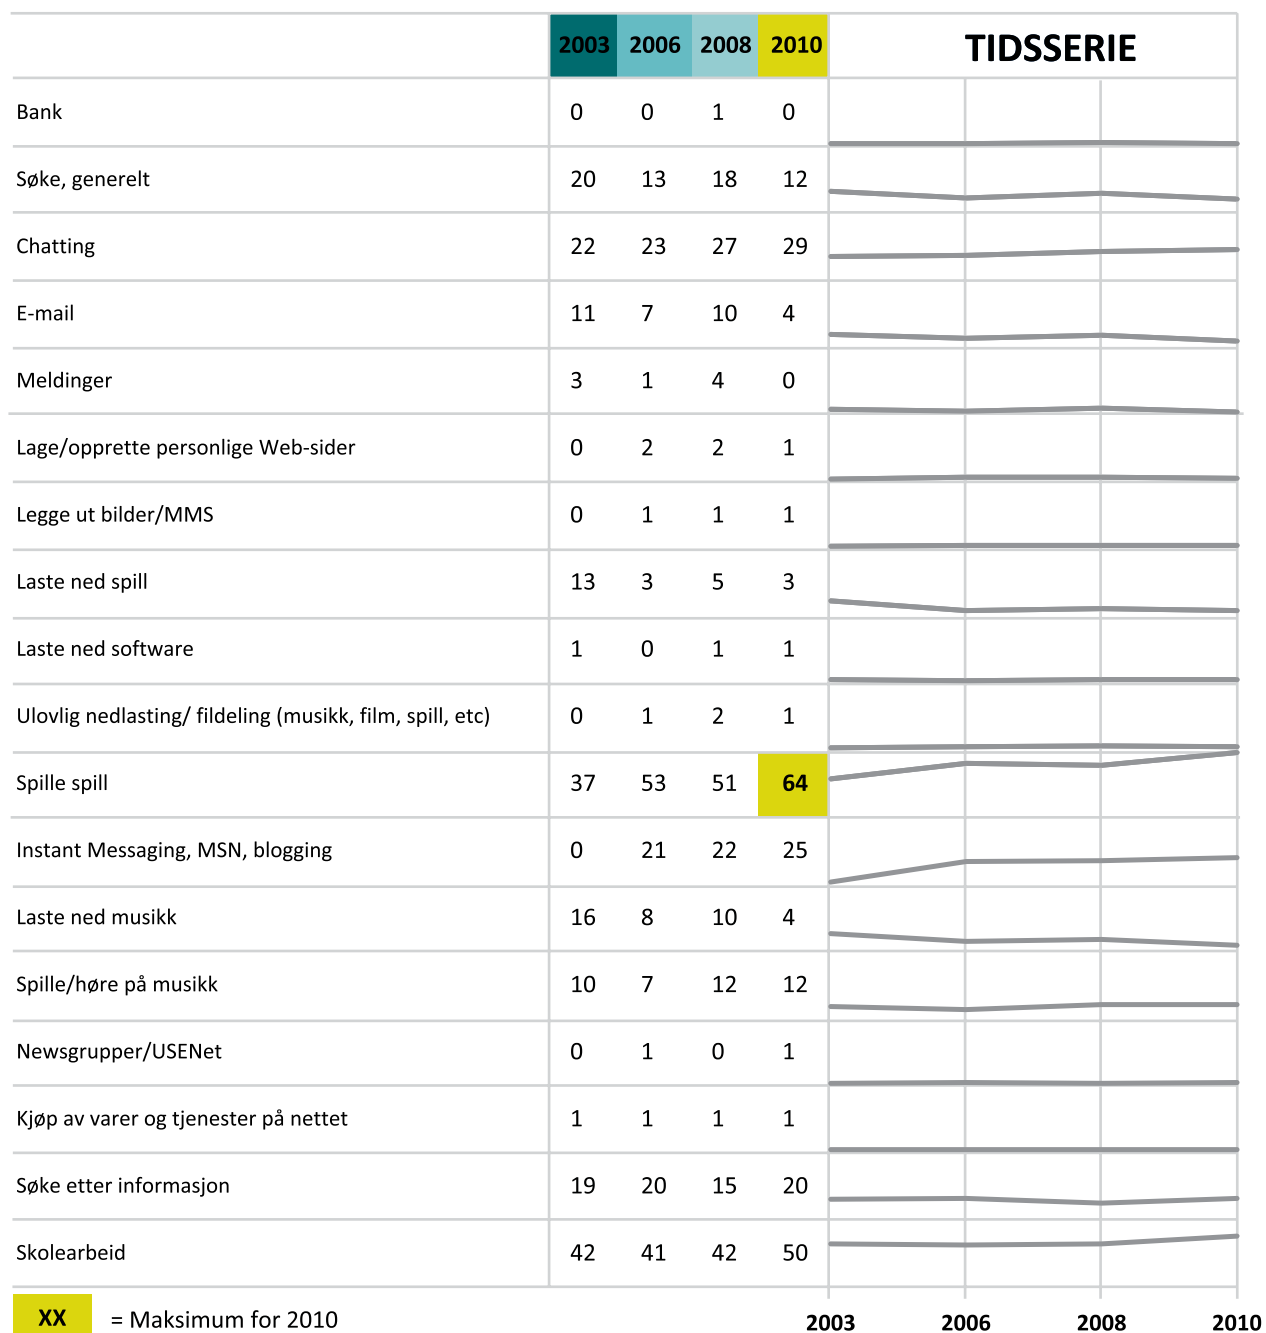 2003 2006 2008 2010 TIDSSERIE
Bank 0 0 1 0
Søke, generelt 20 13 18 12
Chatting 22 23 27 29
E-mail 11 7 10 4
Meldinger 3 1 4 0
Lage/opprette personlige Web-sider 0 2 2 1
Legge ut bilder/MMS 0 1 1 1
Laste ned spill 13 3 5 3
Laste ned software 1 0 1 1
Ulovlig nedlasting/ fildeling (musikk, film, spill, etc) 0 1 2 1
Spille spill 37 53 51 64
Instant Messaging, MSN, blogging 0 21 22 25
Laste ned musikk 16 8 10 4
Spille/høre på musikk 10 7 12 12
Newsgrupper/USENet 0 1 0 1
Kjøp av varer og tjenester på nettet 1 1 1 1
Søke etter informasjon 19 20 15 20
Skolearbeid 42 41 42 50
XX = Maksimum for 2010 2003 2006 2008 2010